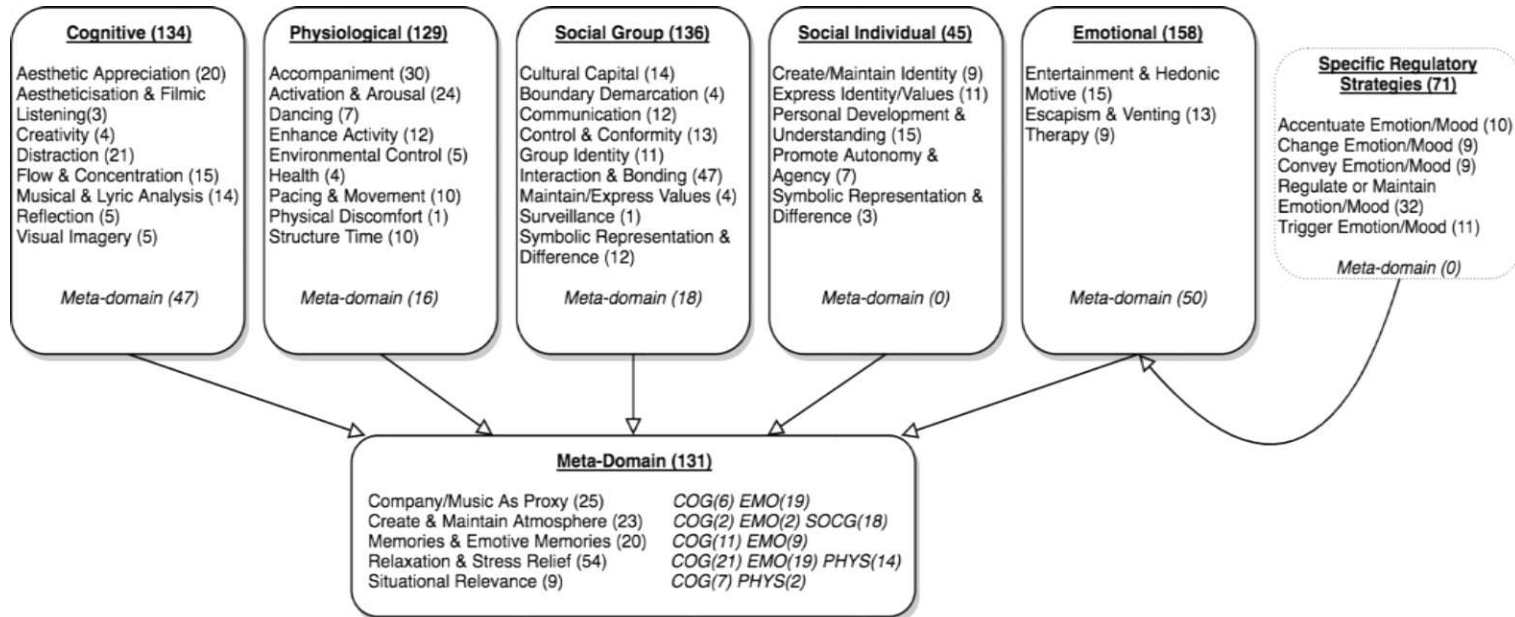 Cognitive (134)
Aesthetic Appreciation (20)
Aestheticisation & Filmic
Listening(3)
Creativity (4)
Distraction (21)
Flow & Concentration (15)
Musical & Lyric Analysis (14)
Reflection (5)
Visual Imagery (5)
Meta-domain (47)
Physiological (129)
Accompaniment (30)
Activation & Arousal (24)
Dancing (7)
Enhance Activity (12)
Environmental Control (5)
Health (4)
Pacing & Movement (10)
Physical Discomfort (1)
Structure Time (10)
Meta-domain (16)
Social Group (136)
Cultural Capital (14)
Boundary Demarcation (4)
Communication (12)
Control & Conformity (13)
Group Identity (11)
Interaction & Bonding (47)
Maintain/Express Values (4)
Surveillance (1)
Symbolic Representation &
Difference (12)
Meta-domain (18)
Social Individual (45)
Create/Maintain Identity (9)
Express Identity/Values (11)
Personal Development &
Understanding (15)
Promote Autonomy &
Agency (7)
Symbolic Representation &
Difference (3)
Meta-domain (0)
Emotional (158)
Entertainment & Hedonic
Motive (15)
Escapism & Venting (13)
Therapy (9)
Meta-domain (50)
Specific Regulatory
Strategies (71)
Accentuate Emotion/Mood (10)
Change Emotion/Mood (9)
Convey Emotion/Mood (9)
Regulate or Maintain
Emotion/Mood (32)
Trigger Emotion/Mood (11)
Meta-domain (0)
Meta-Domain (131)
Company/Music As Proxy (25) COG(6) EMO(19)
Create & Maintain Atmosphere (23) COG(2) EMO(2) SOCG(18)
Memories & Emotive Memories (20) COG(11) EMO(9)
Relaxation & Stress Relief (54) COG(21) EMO(19) PHYS(14)
Situational Relevance (9) COG(7) PHYS(2)